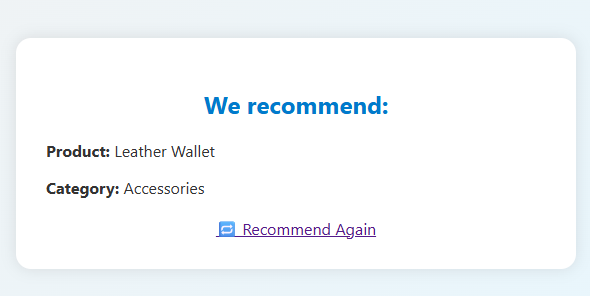 We recommend:
Product: Leather Wallet
Category: Accessories
🔁 Recommend Again